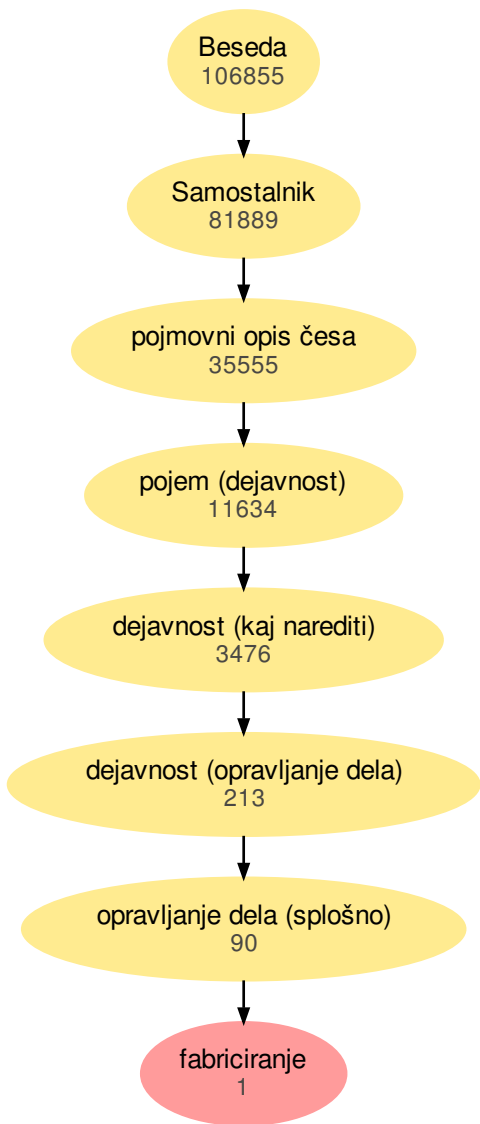 Beseda
106855
Samostalnik
81889
pojmovni opis česa
35555
pojem (dejavnost)
11634
dejavnost (kaj narediti)
3476
dejavnost (opravljanje dela)
213
opravljanje dela (splošno)
90
fabriciranje
1